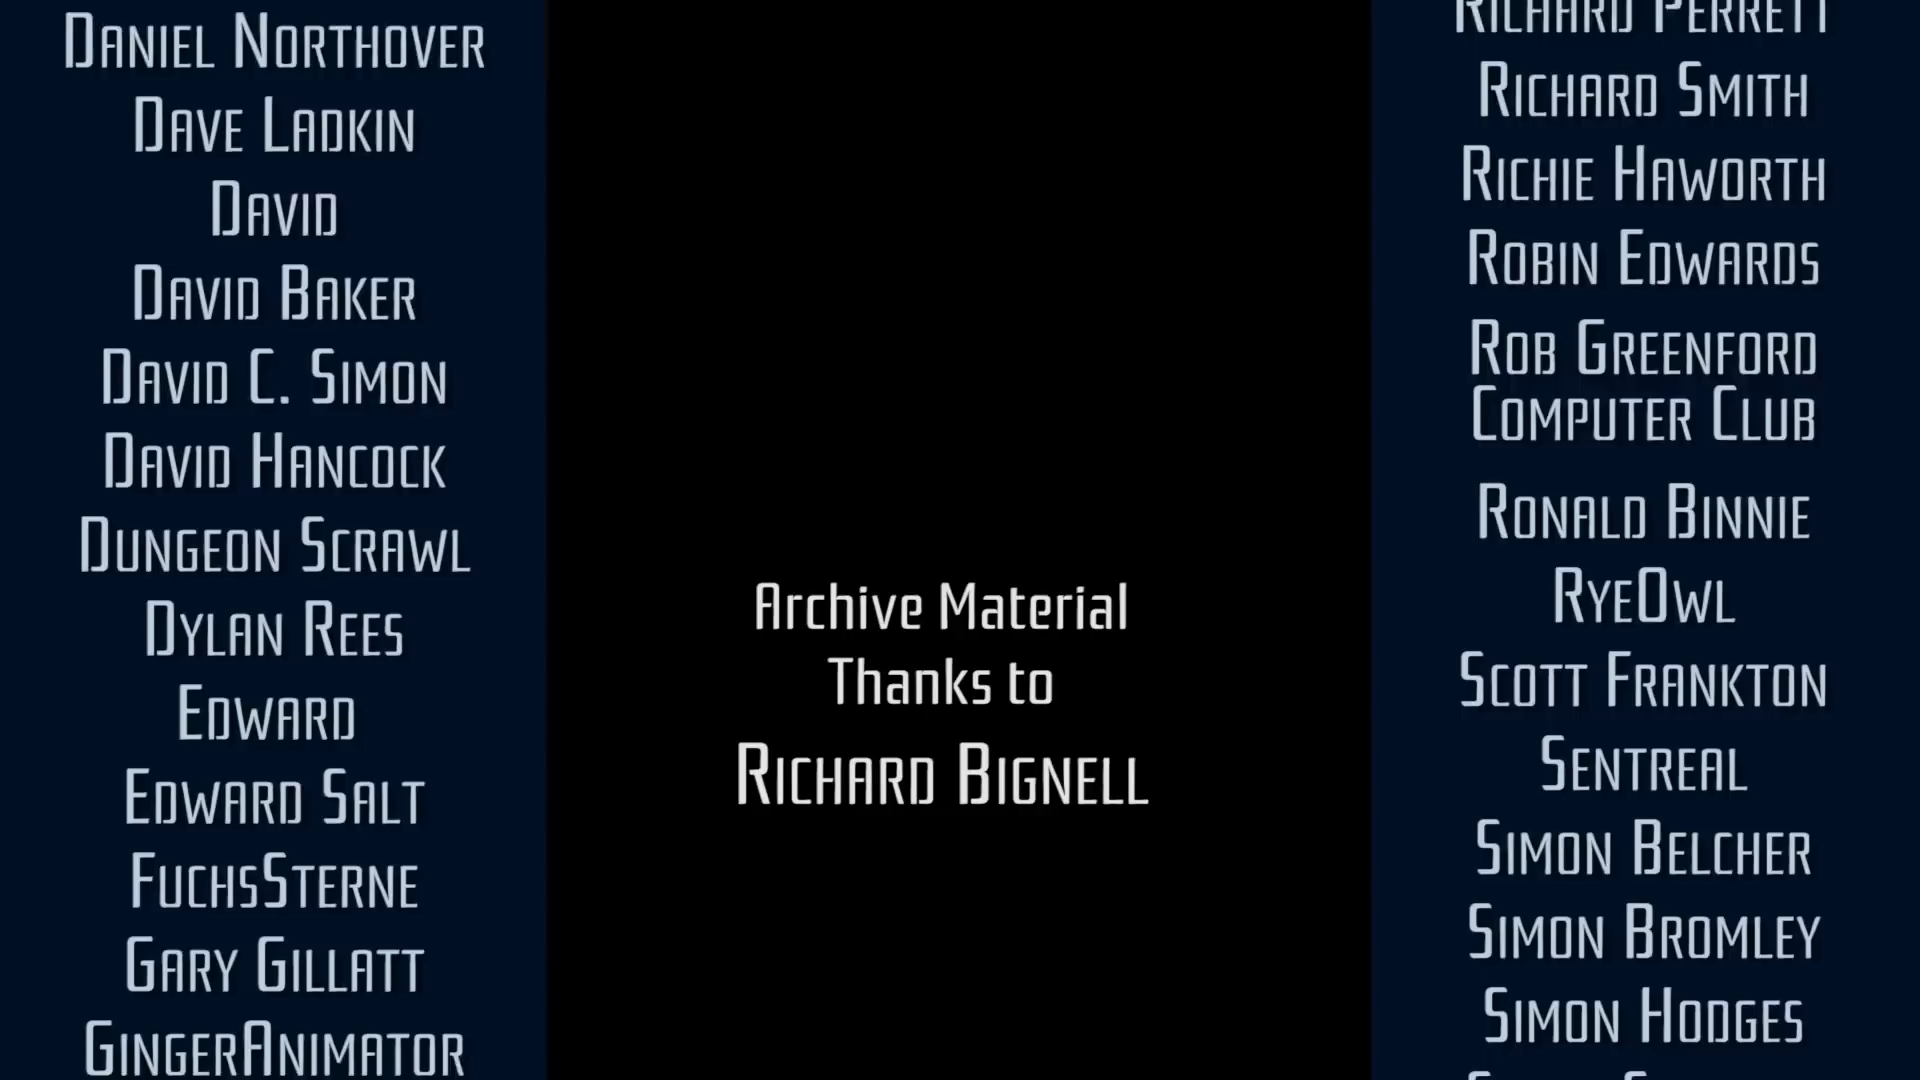 Daniel Northover
Dave Ladkin
David
David Baker
David C. Simon
David Hancock
Dungeon Scrawl
Dylan Rees
Edward
Edward Salt
FuchsSterne
Gary Gillatt
GingerAnimator
Archive Material
Thanks to
Richard Bignell
Richard Perrett
Richard Smith
Richie Haworth
Robin Edwards
Rob Greenford
Computer Club
Ronald Binnie
RyeOwl
Scott Frankton
Sentreal
Simon Belcher
Simon Bromley
Simon Hodges